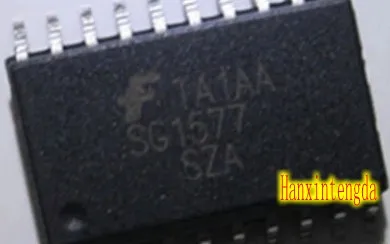 TA1AA
SG1577
SZA
Hanxintengda